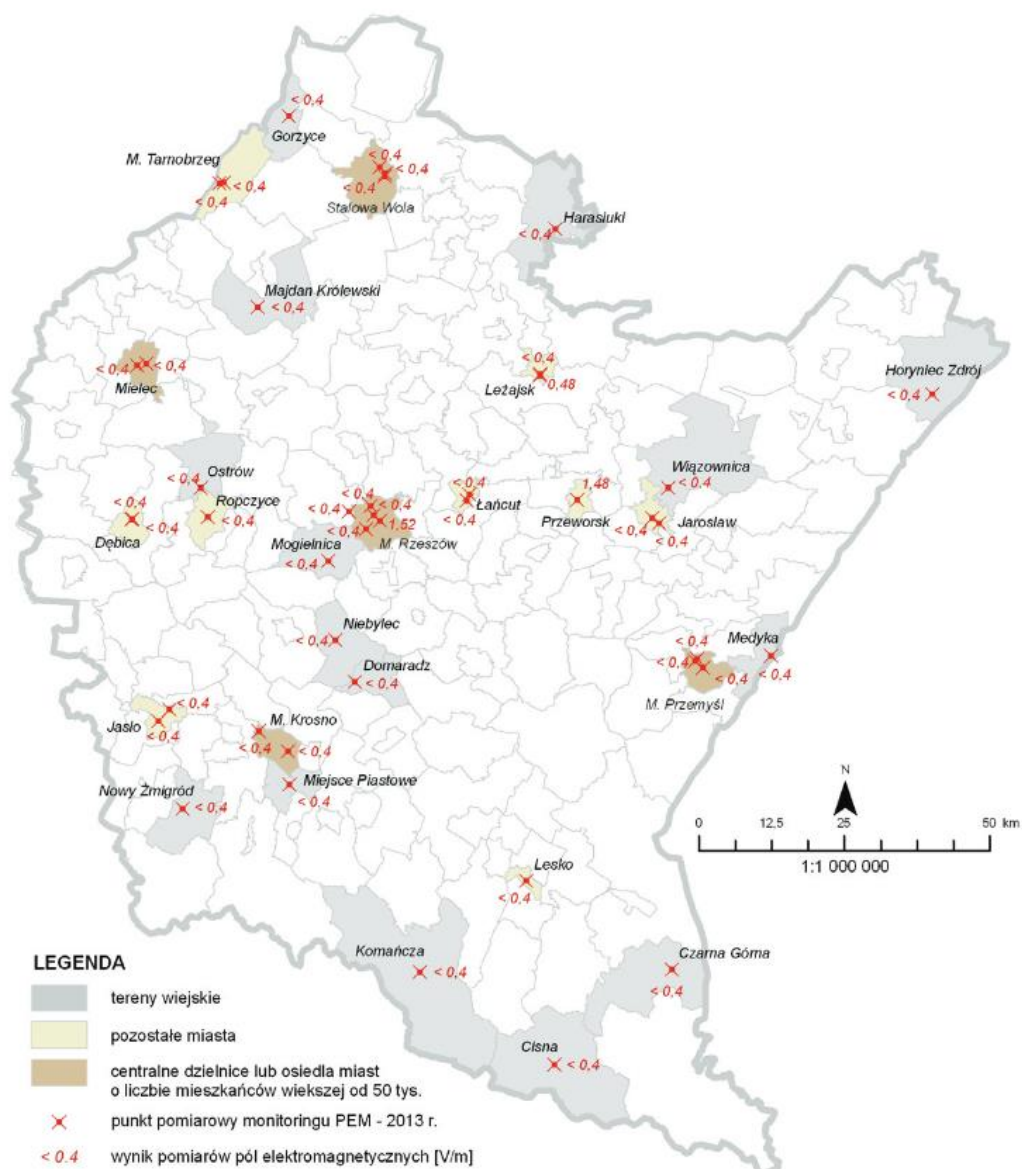 < 0,4
Gorzyce
M. Tarnobrzeg
< 0,4
< 0,4
< 0,4
< 0,4
< 0,4
Stalowa Wola
Harasiuki
< 0,4
Majdan Królewski
< 0,4
< 0,4
< 0,4
Mielec
< 0,4
Leżajsk
0,48
Horyniec Zdrój
< 0,4
Ostrów
< 0,4
Ropczyce
< 0,4
< 0,4
< 0,4
Dębica
< 0,4
< 0,4
< 0,4
1,52
M. Rzeszów
Mogielnica
< 0,4
< 0,4
Łańcut
< 0,4
1,48
Przeworsk
Wiązownica
< 0,4
< 0,4
Jarosław
< 0,4
Niebylec
< 0,4
Domaradz
< 0,4
< 0,4
< 0,4
< 0,4
M. Przemyśl
Medyka
< 0,4
< 0,4
Jasło
< 0,4
M. Krosno
< 0,4
< 0,4
Miejsce Piastowe
< 0,4
Nowy Żmigród
< 0,4
N
0 12.5 25 50 km
1:1 000 000
Lesko
< 0,4
Komańcza
< 0,4
Czarna Górna
< 0,4
Cisna
< 0,4
LEGENDA
tereny wiejskie
pozostałe miasta
centralne dzielnice lub osiedla miast
o liczbie mieszkańców wiekszej od 50 tys.
punkt pomiarowy monitoringu PEM - 2013 r.
< 0.4 wynik pomiarów pól elektromagnetycznych [V/m]